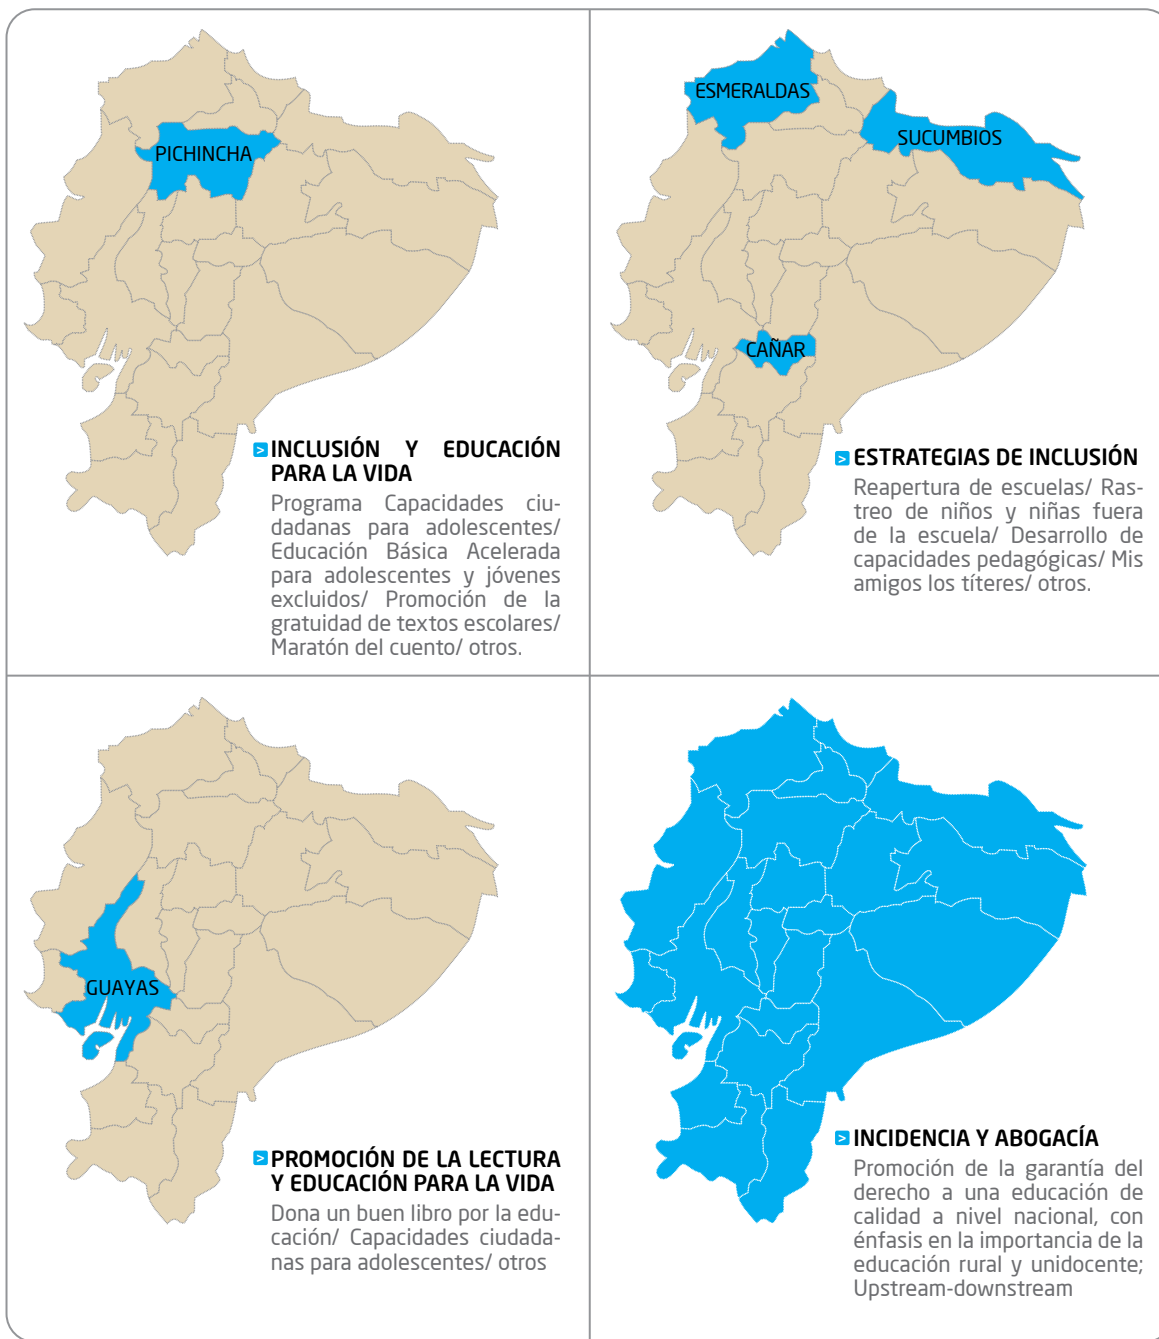 PICHINCHA
> INCLUSIÓN Y EDUCACIÓN
PARA LA VIDA
Programa Capacidades ciu-
dadanas para adolescentes/
Educación Básica Acelerada
para adolescentes y jóvenes
excluidos/ Promoción de la
gratuidad de textos escolares/
Maratón del cuento/ otros.
ESMERALDAS
SUCUMBIOS
CAÑAR
> ESTRATEGIAS DE INCLUSIÓN
Reapertura de escuelas/ Ras-
treo de niños y niñas fuera
de la escuela/ Desarrollo de
capacidades pedagógicas/ Mis
amigos los títeres/ otros.
GUAYAS
> PROMOCIÓN DE LA LECTURA
Y EDUCACIÓN PARA LA VIDA
Dona un buen libro por la edu-
cación/ Capacidades ciudada-
nas para adolescentes/ otros
> INCIDENCIA Y ABOGACÍA
Promoción de la garantía del
derecho a una educación de
calidad a nivel nacional, con
énfasis en la importancia de la
educación rural y unidocente;
Upstream-downstream